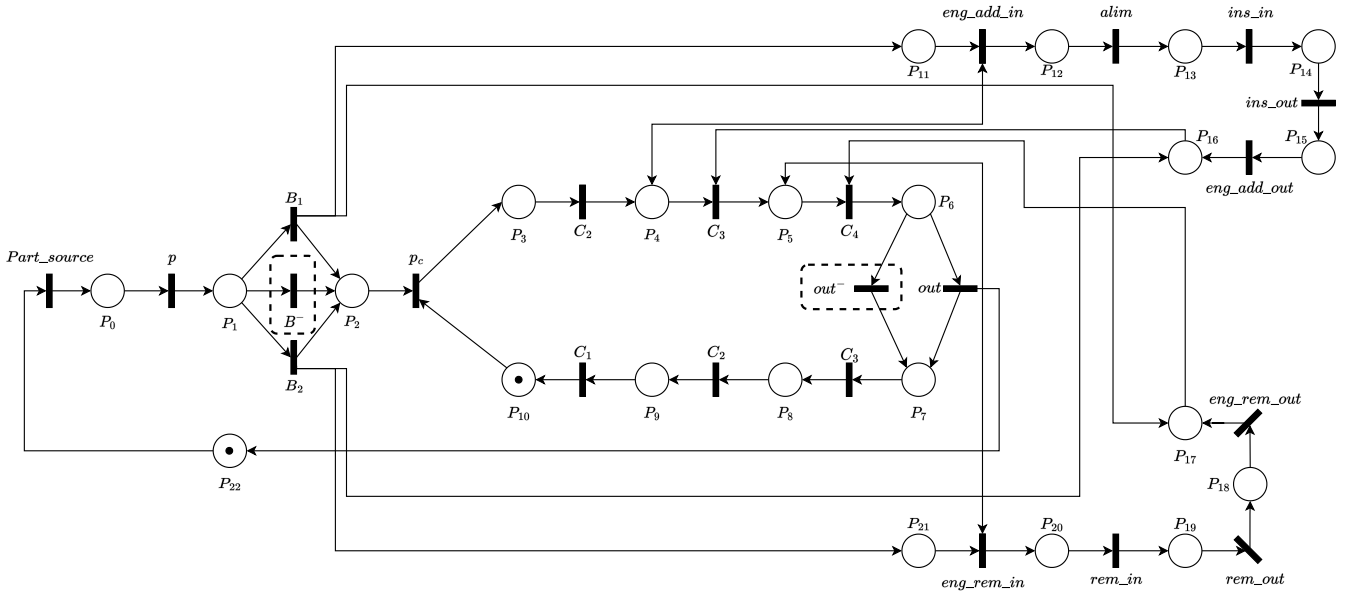 eng_add_in
alim
ins_in
P11
P12
P13
P14
ins_out
P16
P15
eng_add_out
B1
P6
P3
C2
P4
C3
P5
C4
Part_source
p
pc
out⁻
out
P0
P1
B⁻
P2
B2
C1
C2
C3
P10
P9
P8
P7
eng_rem_out
P17
P22
P18
P21
P20
P19
eng_rem_in
rem_in
rem_out